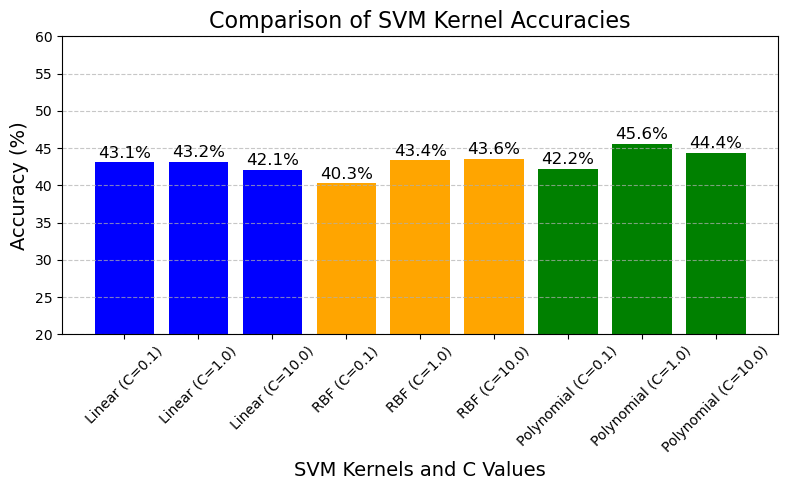 Comparison of SVM Kernel Accuracies
Accuracy (%)
60
55
50
45
40
35
30
25
20
43.1%
43.2%
42.1%
40.3%
43.4%
43.6%
42.2%
45.6%
44.4%
Linear (C=0.1)
Linear (C=1.0)
Linear (C=10.0)
RBF (C=0.1)
RBF (C=1.0)
RBF (C=10.0)
Polynomial (C=0.1)
Polynomial (C=1.0)
Polynomial (C=10.0)
SVM Kernels and C Values